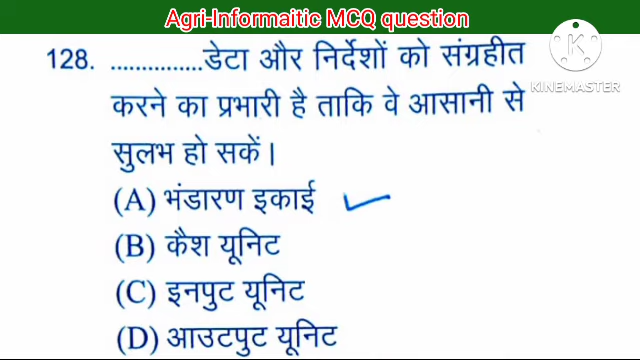 Agri-Informaitic MCQ question
128. ...............डेटा और निर्देशों को संग्रहीत
करने का प्रभारी है ताकि वे आसानी से
सुलभ हो सकें।
(A) भंडारण इकाई
(B) कैश यूनिट
(C) इनपुट यूनिट
(D) आउटपुट यूनिट
K
KINEMASTER